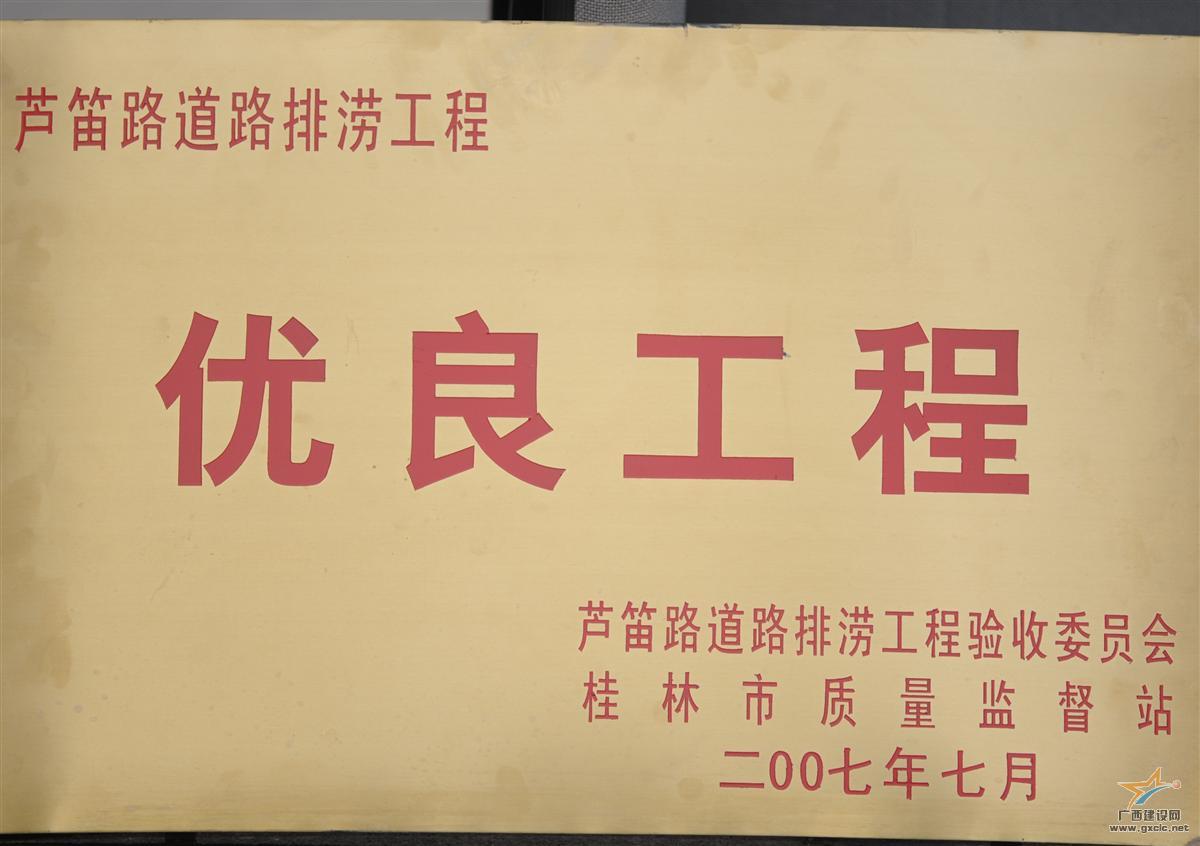 芦笛路道路排涝工程
优良工程
芦笛路道路排涝工程验收委员会
桂林市质量监督站
二00七年七月
广西建设网
www.gxclc.net